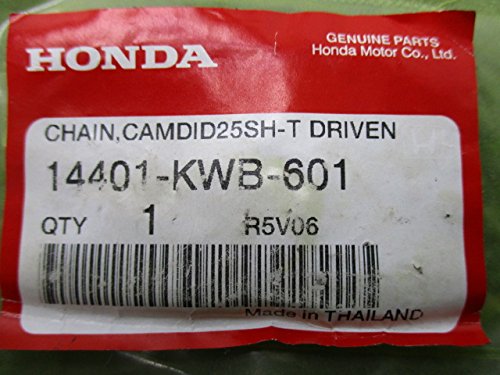 HONDA
GENUINE PARTS
Honda Motor Co., Ltd.
CHAIN,CAMDID25SH-T DRIVEN
14401-KWB-601
QTY 1 R5V06
Made in THAILAND